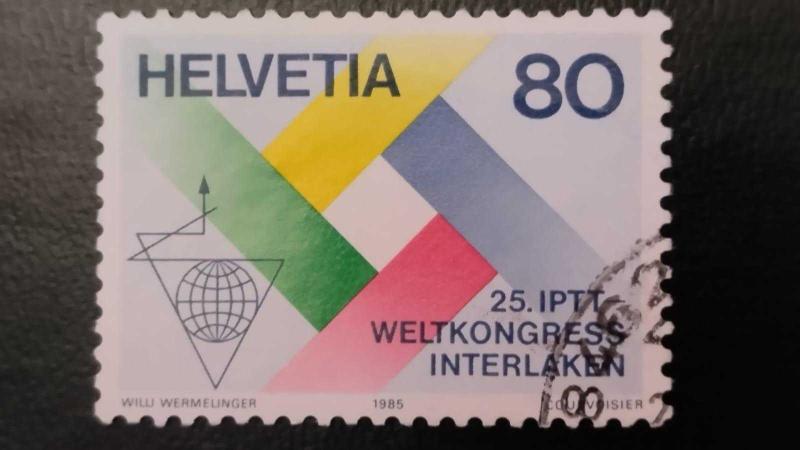 HELVETIA 80
25. IPTT
WELTKONGRESS
INTERLAKEN
WILLI WERMELINGER 1985 COURVOISIER